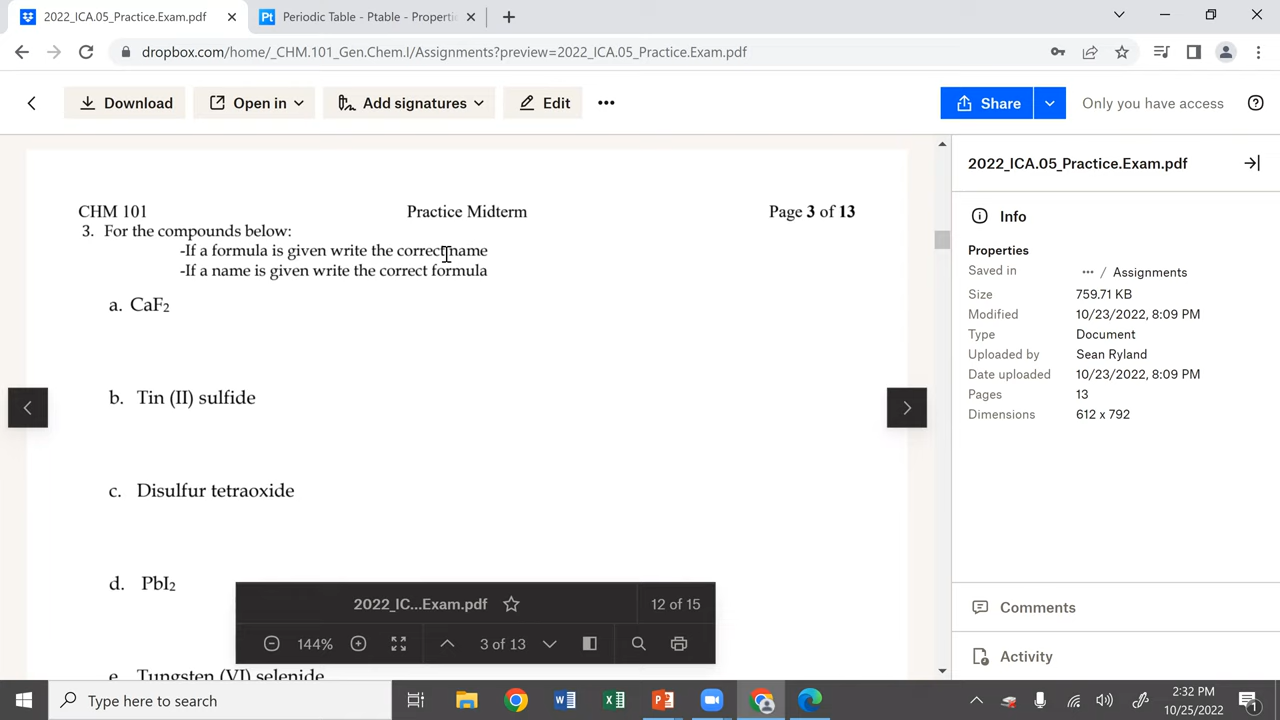 2022_ICA.05_Practice.Exam.pdf
Pt Periodic Table - Ptable - Properti
dropbox.com/home/_CHM.101_Gen.Chem.I/Assignments?preview=2022_ICA.05_Practice.Exam.pdf
Download
Open in
Add signatures
Edit
Share
Only you have access
CHM 101 Practice Midterm Page 3 of 13
3. For the compounds below:
-If a formula is given write the correct name
-If a name is given write the correct formula
a. CaF₂
b. Tin (II) sulfide
c. Disulfur tetraoxide
d. PbI₂
e. Tungsten (VI) selenide
2022_IC...Exam.pdf 12 of 15
144% 3 of 13
2022_ICA.05_Practice.Exam.pdf
Info
Properties
Saved in ... / Assignments
Size 759.71 KB
Modified 10/23/2022, 8:09 PM
Type Document
Uploaded by Sean Ryland
Date uploaded 10/23/2022, 8:09 PM
Pages 13
Dimensions 612 x 792
Comments
Activity
Type here to search
2:32 PM
10/25/2022
1